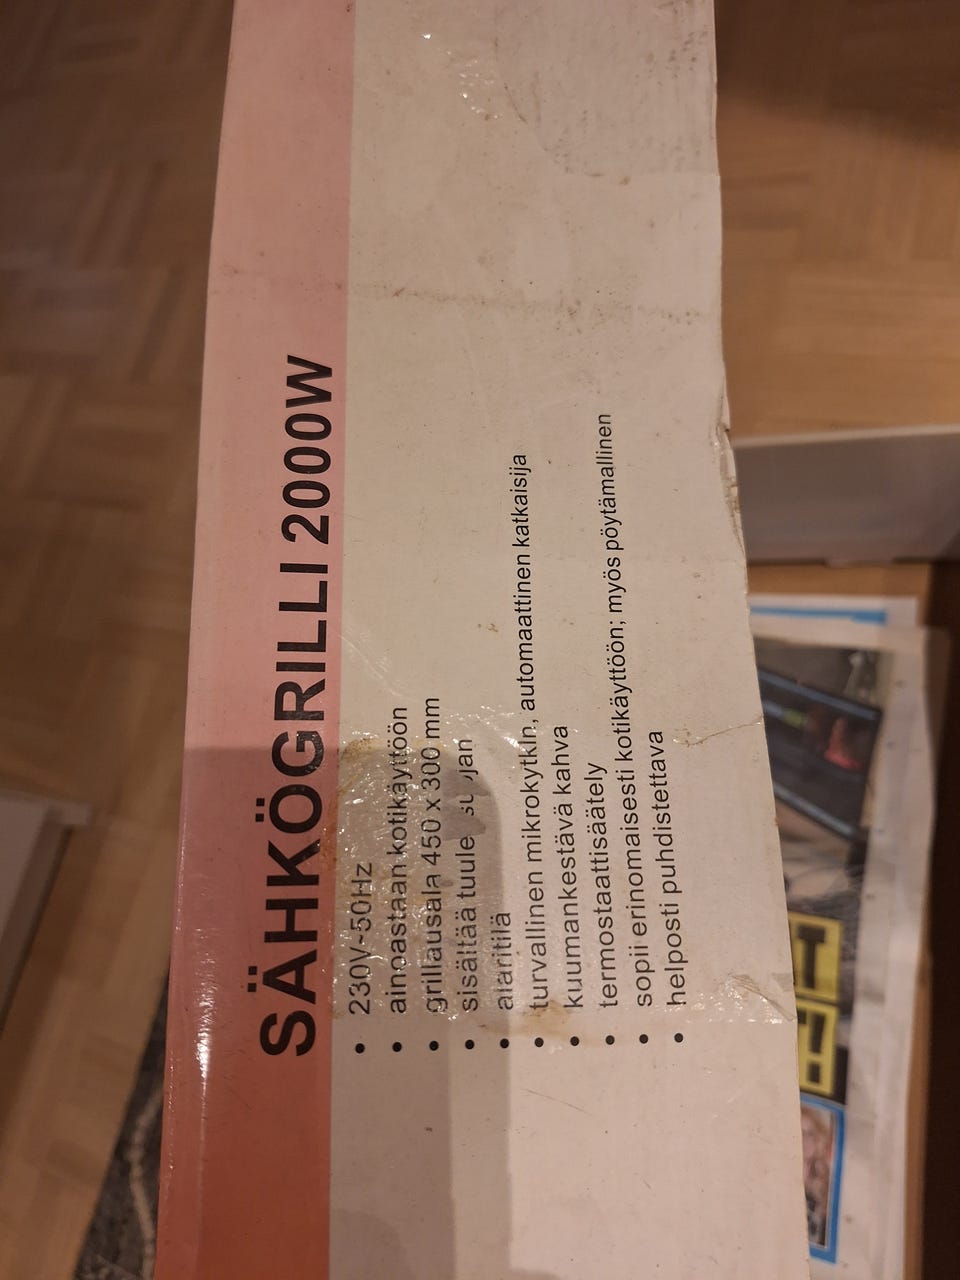 SÄHKÖGRILLI 2000W
• 230V~50Hz
• ainoastaan kotikäyttöön
• grillausala 450 x 300 mm
• sisältää
• alaritilä
• turvallinen mikrokytkin, automaattinen katkaisija
• kuumankestävä kahva
• termostaattisäätely
• sopii erinomaisesti kotikäyttöön; myös pöytämallinen
• helposti puhdistettava
T
T!